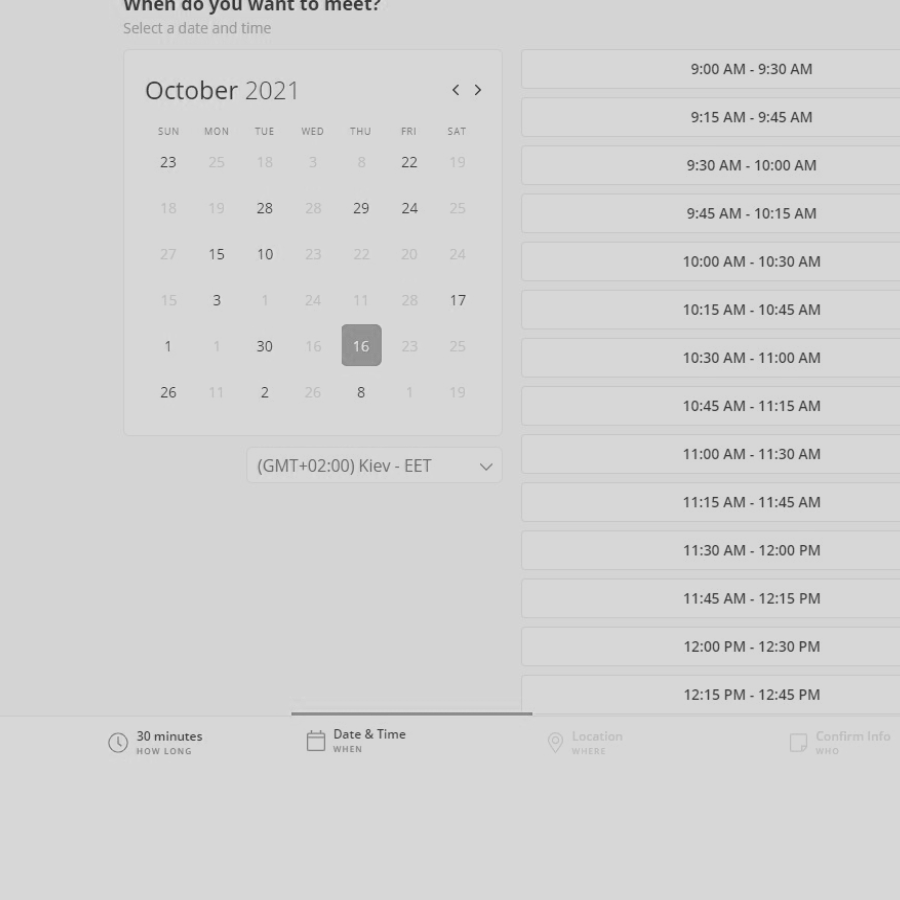 When do you want to meet?
Select a date and time
October 2021
SUN MON TUE WED THU FRI SAT
23 25 18 3 8 22 19
18 19 28 28 29 24 25
27 15 10 23 22 20 24
15 3 1 24 11 28 17
1 1 30 16 16 23 25
26 11 2 26 8 1 19
(GMT+02:00) Kiev - EET
9:00 AM - 9:30 AM
9:15 AM - 9:45 AM
9:30 AM - 10:00 AM
9:45 AM - 10:15 AM
10:00 AM - 10:30 AM
10:15 AM - 10:45 AM
10:30 AM - 11:00 AM
10:45 AM - 11:15 AM
11:00 AM - 11:30 AM
11:15 AM - 11:45 AM
11:30 AM - 12:00 PM
11:45 AM - 12:15 PM
12:00 PM - 12:30 PM
12:15 PM - 12:45 PM
30 minutes
HOW LONG
Date & Time
WHEN
Location
WHERE
Confirm Info
WHO